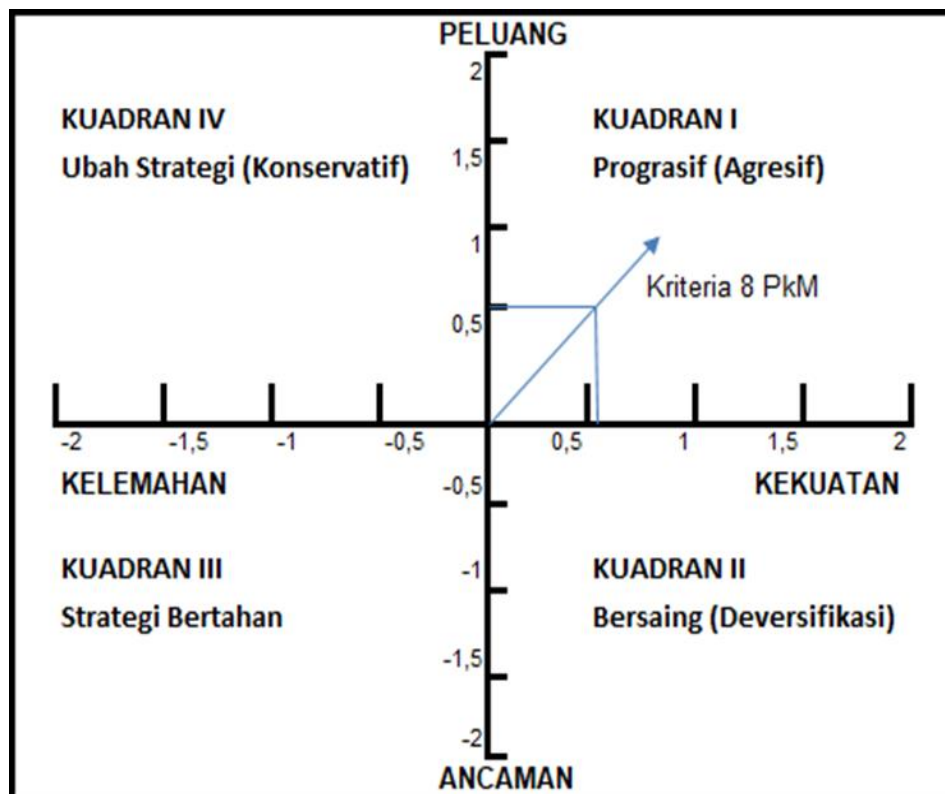 PELUANG
2
KUADRAN IV
KUADRAN I
1,5
Ubah Strategi (Konservatif)
Prograsif (Agresif)
1
Kriteria 8 PkM
0,5
-2
-1,5
-1
-0,5
0,5
1
1,5
2
KELEMAHAN
-0,5
KEKUATAN
KUADRAN III
-1
KUADRAN II
Strategi Bertahan
Bersaing (Deversifikasi)
-1,5
-2
ANCAMAN